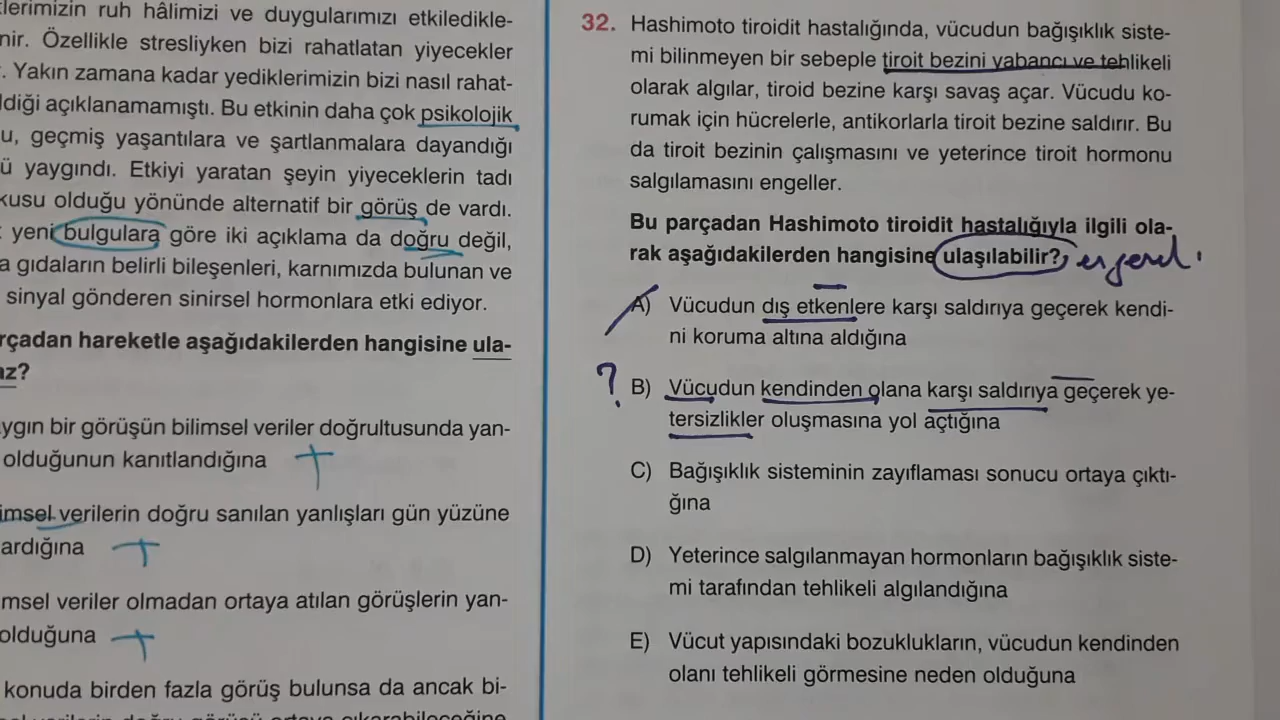 lerimizin ruh hâlimizi ve duygularımızı etkiledikle-
nir. Özellikle stresliyken bizi rahatlatan yiyecekler
. Yakın zamana kadar yediklerimizin bizi nasıl rahat-
ldiği açıklanamamıştı. Bu etkinin daha çok psikolojik
u, geçmiş yaşantılara ve şartlanmalara dayandığı
ü yaygındı. Etkiyi yaratan şeyin yiyeceklerin tadı
kusu olduğu yönünde alternatif bir görüş de vardı.
yeni bulgulara göre iki açıklama da doğru değil,
a gıdaların belirli bileşenleri, karnımızda bulunan ve
sinyal gönderen sinirsel hormonlara etki ediyor.
rçadan hareketle aşağıdakilerden hangisine ula-
az?
aygın bir görüşün bilimsel veriler doğrultusunda yan-
olduğunun kanıtlandığına
imsel verilerin doğru sanılan yanlışları gün yüzüne
ardığına
msel veriler olmadan ortaya atılan görüşlerin yan-
olduğuna
konuda birden fazla görüş bulunsa da ancak bi-
sel verilerin doğru görüşü ortaya çıkarabileceğine
32. Hashimoto tiroidit hastalığında, vücudun bağışıklık siste-
mi bilinmeyen bir sebeple tiroit bezini yabancı ve tehlikeli
olarak algılar, tiroid bezine karşı savaş açar. Vücudu ko-
rumak için hücrelerle, antikorlarla tiroit bezine saldırır. Bu
da tiroit bezinin çalışmasını ve yeterince tiroit hormonu
salgılamasını engeller.
Bu parçadan Hashimoto tiroidit hastalığıyla ilgili ola-
rak aşağıdakilerden hangisine ulaşılabilir?
A) Vücudun dış etkenlere karşı saldırıya geçerek kendi-
ni koruma altına aldığına
? B) Vücudun kendinden olana karşı saldırıya geçerek ye-
tersizlikler oluşmasına yol açtığına
C) Bağışıklık sisteminin zayıflaması sonucu ortaya çıktı-
ğına
D) Yeterince salgılanmayan hormonların bağışıklık siste-
mi tarafından tehlikeli algılandığına
E) Vücut yapısındaki bozuklukların, vücudun kendinden
olanı tehlikeli görmesine neden olduğuna